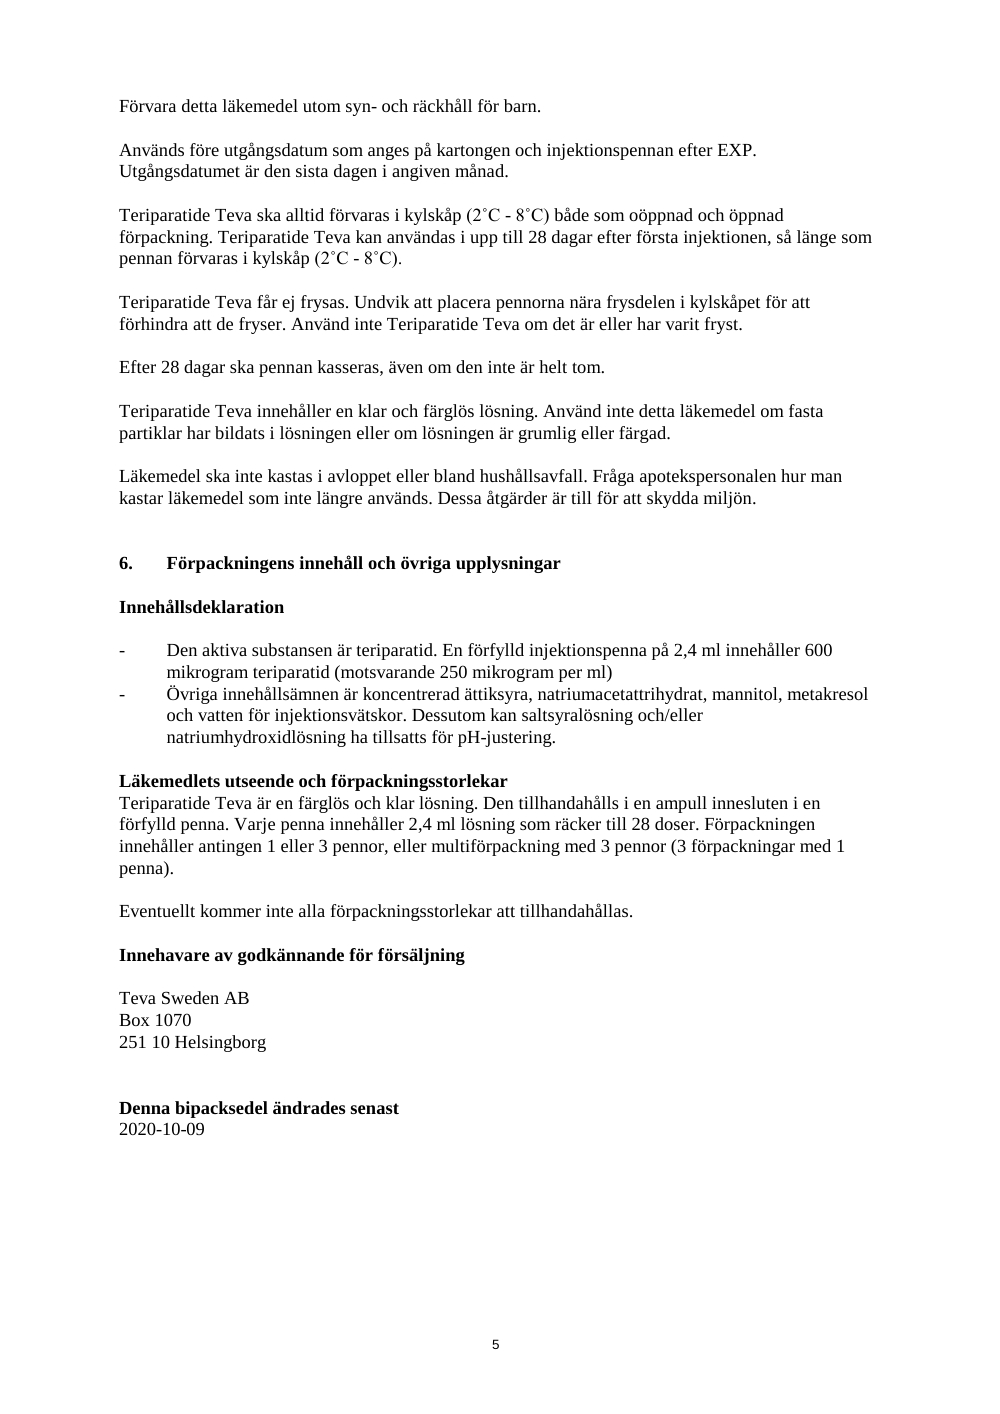 Förvara detta läkemedel utom syn- och räckhåll för barn.
Används före utgångsdatum som anges på kartongen och injektionspennan efter EXP.
Utgångsdatumet är den sista dagen i angiven månad.
Teriparatide Teva ska alltid förvaras i kylskåp (2˚C - 8˚C) både som oöppnad och öppnad
förpackning. Teriparatide Teva kan användas i upp till 28 dagar efter första injektionen, så länge som
pennan förvaras i kylskåp (2˚C - 8˚C).
Teriparatide Teva får ej frysas. Undvik att placera pennorna nära frysdelen i kylskåpet för att
förhindra att de fryser. Använd inte Teriparatide Teva om det är eller har varit fryst.
Efter 28 dagar ska pennan kasseras, även om den inte är helt tom.
Teriparatide Teva innehåller en klar och färglös lösning. Använd inte detta läkemedel om fasta
partiklar har bildats i lösningen eller om lösningen är grumlig eller färgad.
Läkemedel ska inte kastas i avloppet eller bland hushållsavfall. Fråga apotekspersonalen hur man
kastar läkemedel som inte längre används. Dessa åtgärder är till för att skydda miljön.
6. Förpackningens innehåll och övriga upplysningar
Innehållsdeklaration
- Den aktiva substansen är teriparatid. En förfylld injektionspenna på 2,4 ml innehåller 600
mikrogram teriparatid (motsvarande 250 mikrogram per ml)
- Övriga innehållsämnen är koncentrerad ättiksyra, natriumacetattrihydrat, mannitol, metakresol
och vatten för injektionsvätskor. Dessutom kan saltsyralösning och/eller
natriumhydroxidlösning ha tillsatts för pH-justering.
Läkemedlets utseende och förpackningsstorlekar
Teriparatide Teva är en färglös och klar lösning. Den tillhandahålls i en ampull innesluten i en
förfylld penna. Varje penna innehåller 2,4 ml lösning som räcker till 28 doser. Förpackningen
innehåller antingen 1 eller 3 pennor, eller multiförpackning med 3 pennor (3 förpackningar med 1
penna).
Eventuellt kommer inte alla förpackningsstorlekar att tillhandahållas.
Innehavare av godkännande för försäljning
Teva Sweden AB
Box 1070
251 10 Helsingborg
Denna bipacksedel ändrades senast
2020-10-09
5